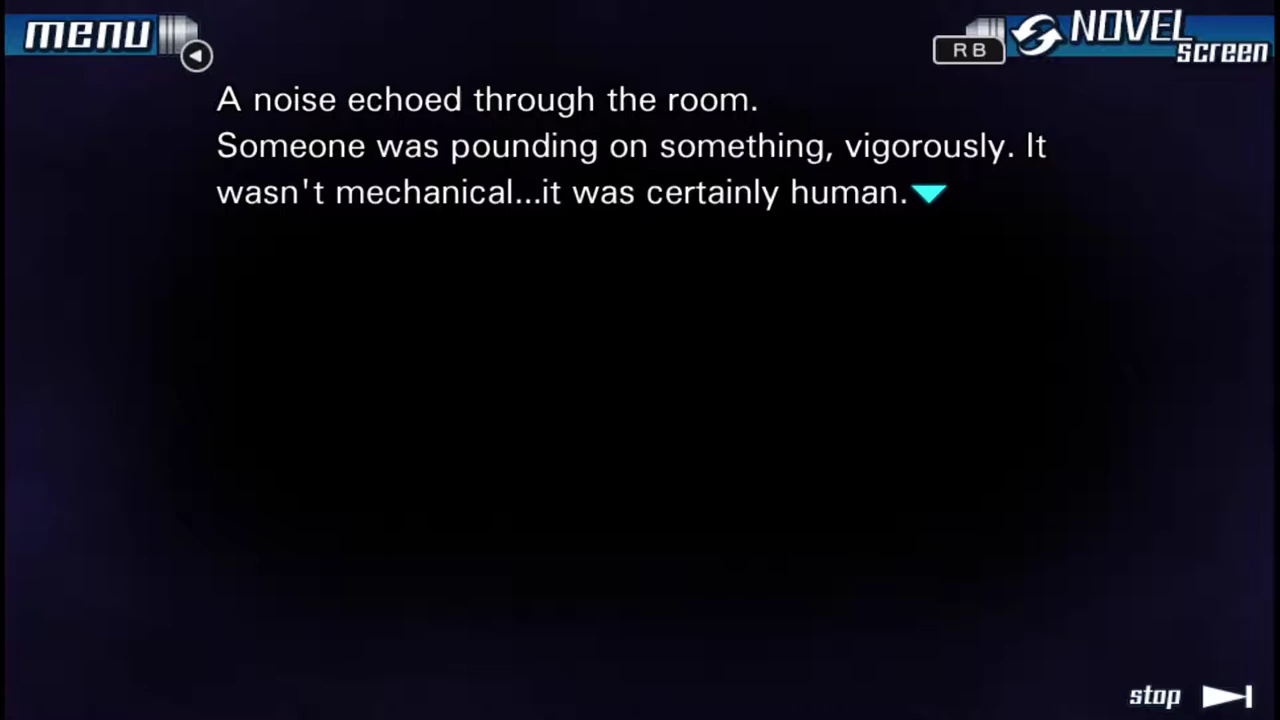 menu
RB
NOVEL
screen
A noise echoed through the room.
Someone was pounding on something, vigorously. It
wasn't mechanical...it was certainly human.
stop